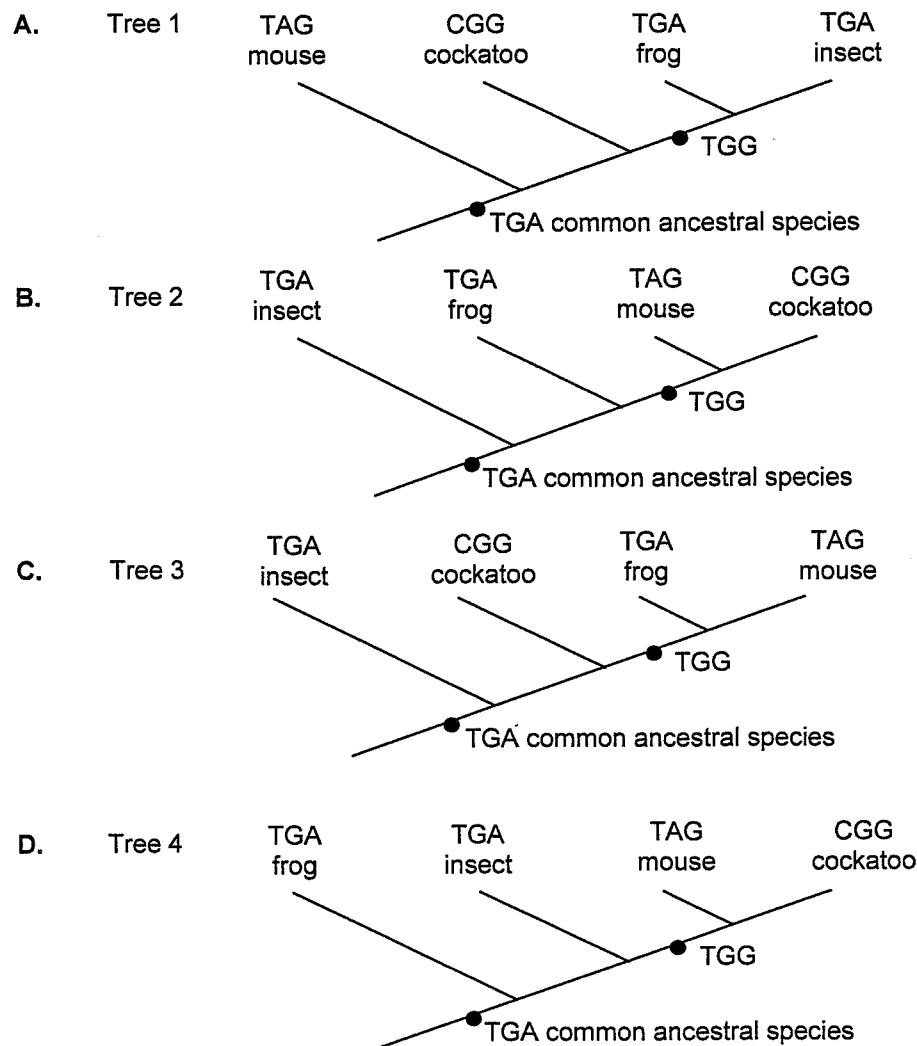 A. Tree 1 TAG CGG TGA TGA
mouse cockatoo frog insect
TGG
TGA common ancestral species
B. Tree 2 TGA TGA TAG CGG
insect frog mouse cockatoo
TGG
TGA common ancestral species
C. Tree 3 TGA CGG TGA TAG
insect cockatoo frog mouse
TGG
TGA common ancestral species
D. Tree 4 TGA TGA TAG CGG
frog insect mouse cockatoo
TGG
TGA common ancestral species